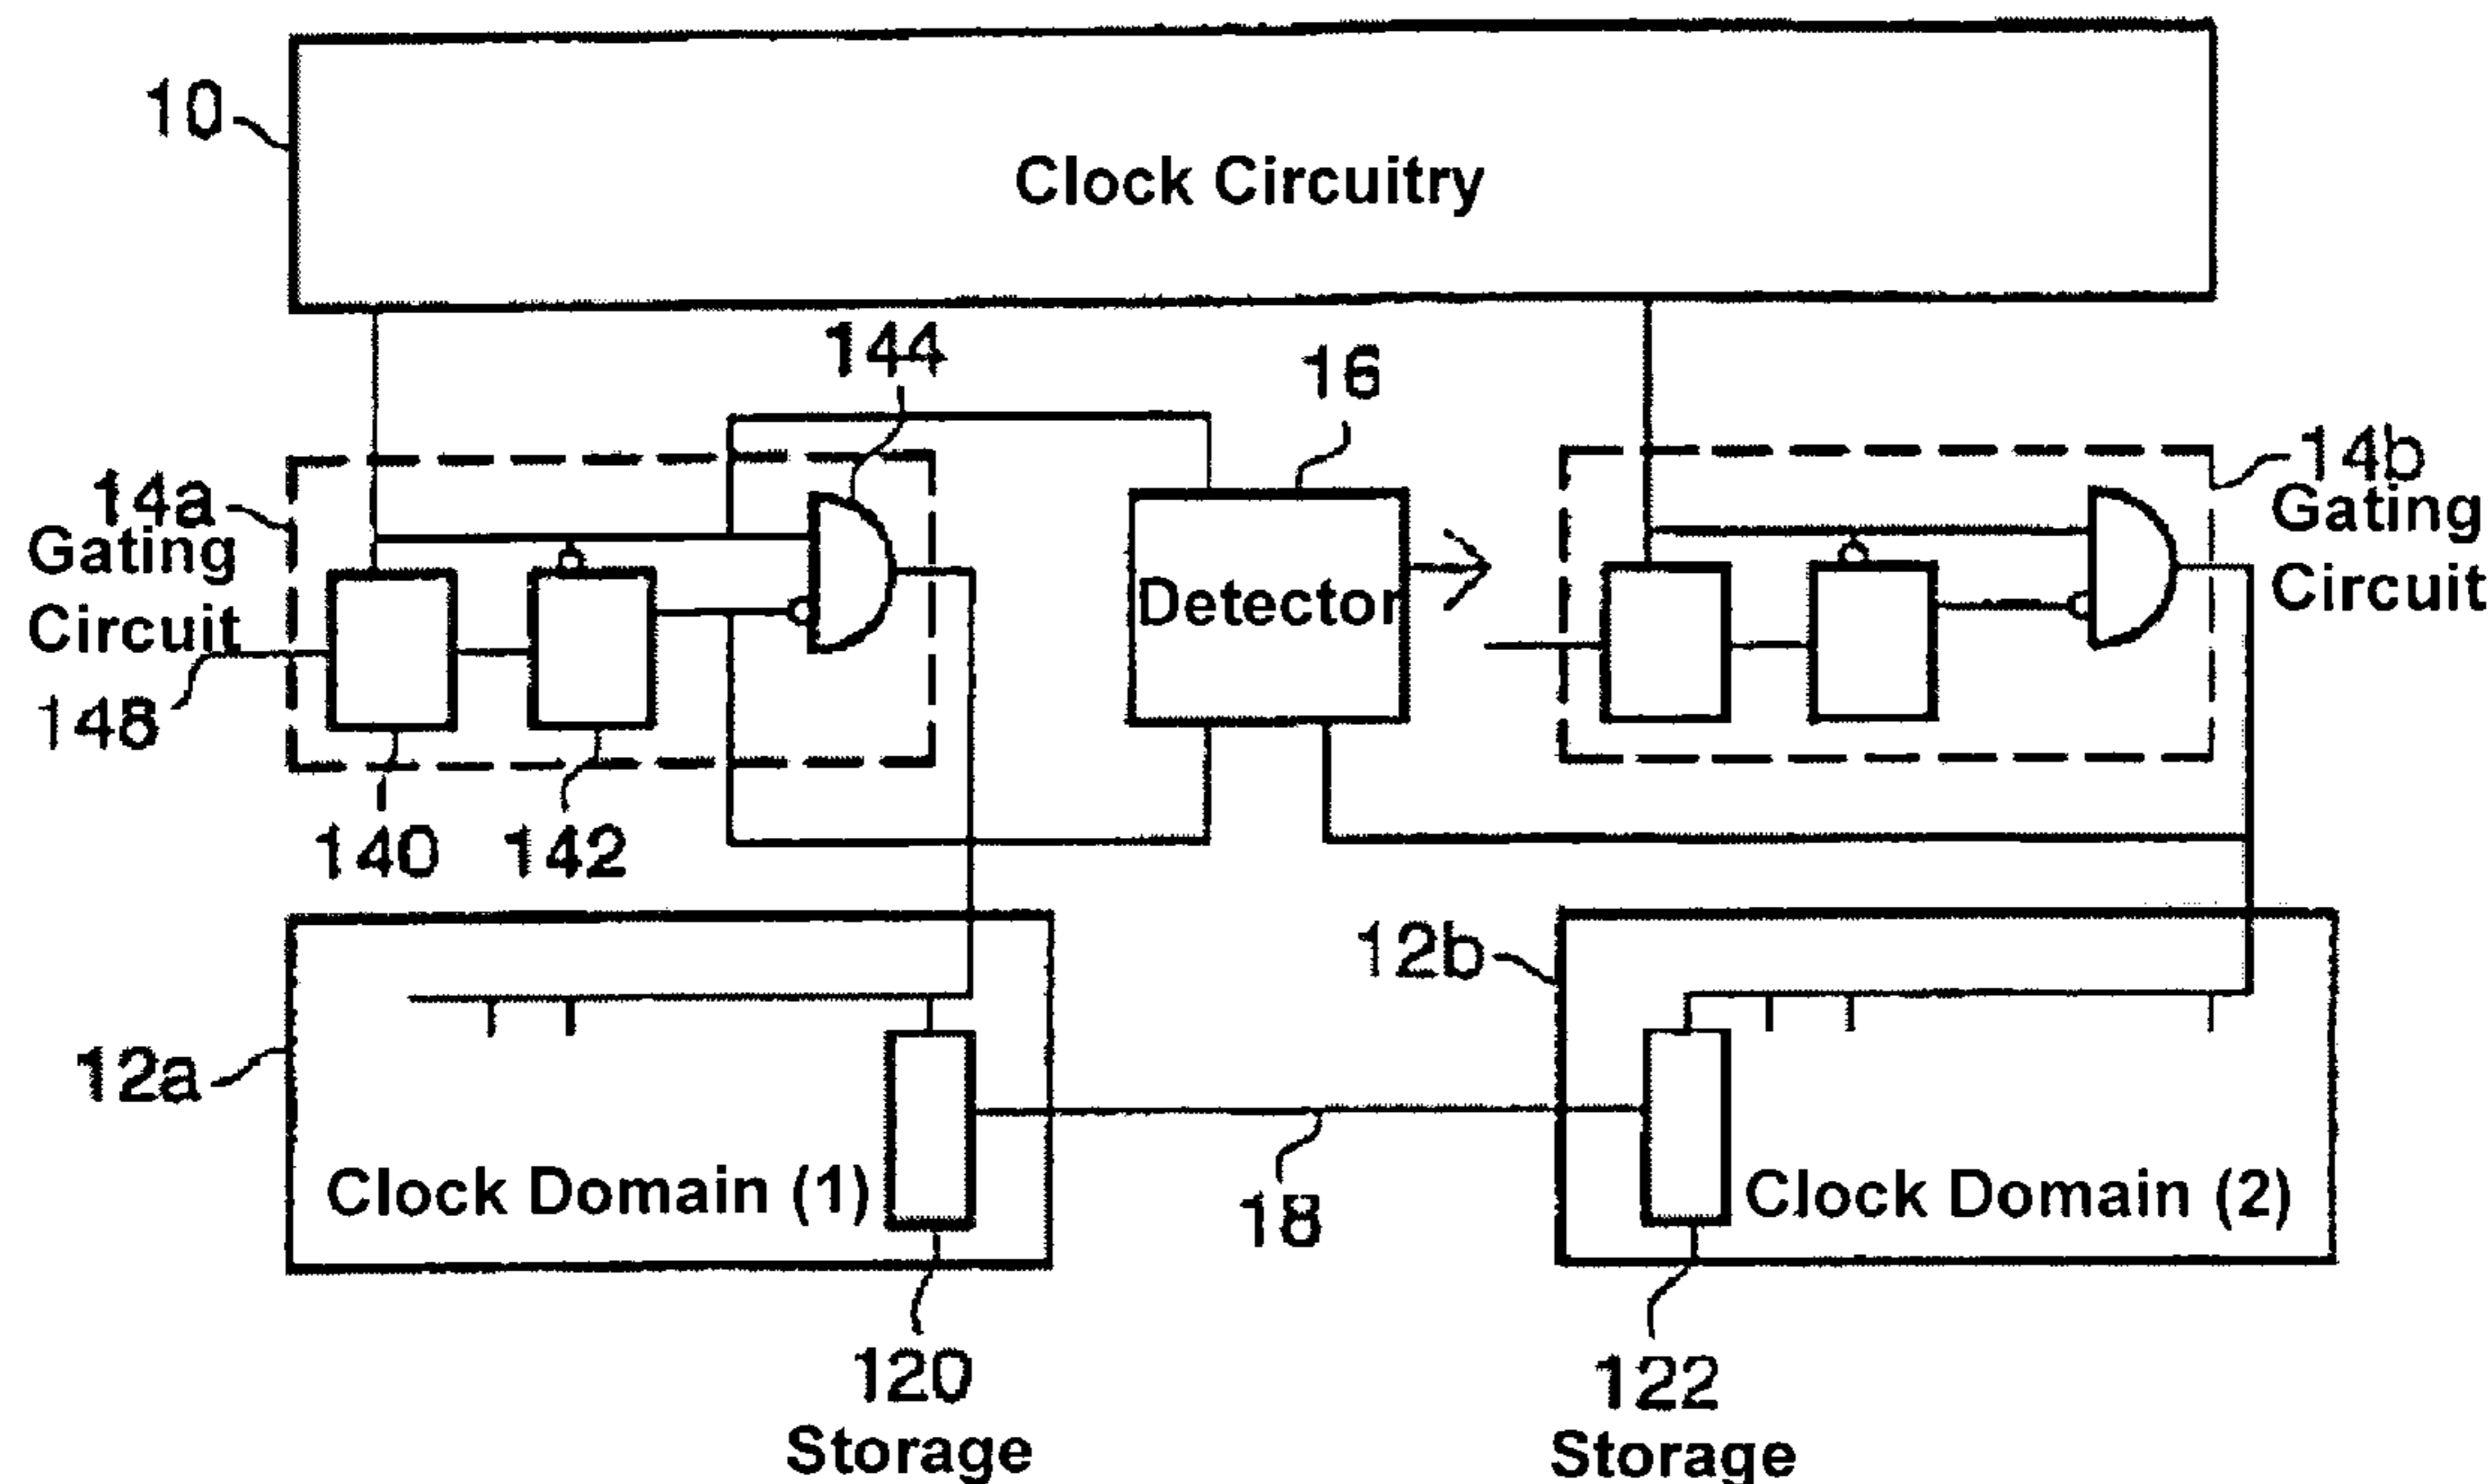 10
Clock Circuitry
144
16
14a
Gating
Circuit
148
14b
Gating
Circuit
Detector
140
142
12a
12b
Clock Domain (1)
18
Clock Domain (2)
120
Storage
122
Storage